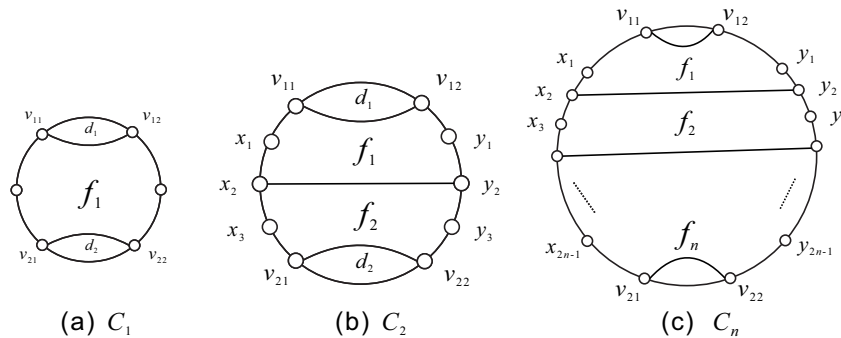 v₁₁ d₁ v₁₂
f₁
v₂₁ d₂ v₂₂
(a) C₁
v₁₁ d₁ v₁₂
x₁ f₁ y₁
x₂ y₂
x₃ f₂ y₃
v₂₁ d₂ v₂₂
(b) C₂
v₁₁ v₁₂
x₁ f₁ y₁
x₂ y₂
x₃ f₂ y
x₂ₙ₋₁ fₙ y₂ₙ₋₁
v₂₁ v₂₂
(c) Cₙ